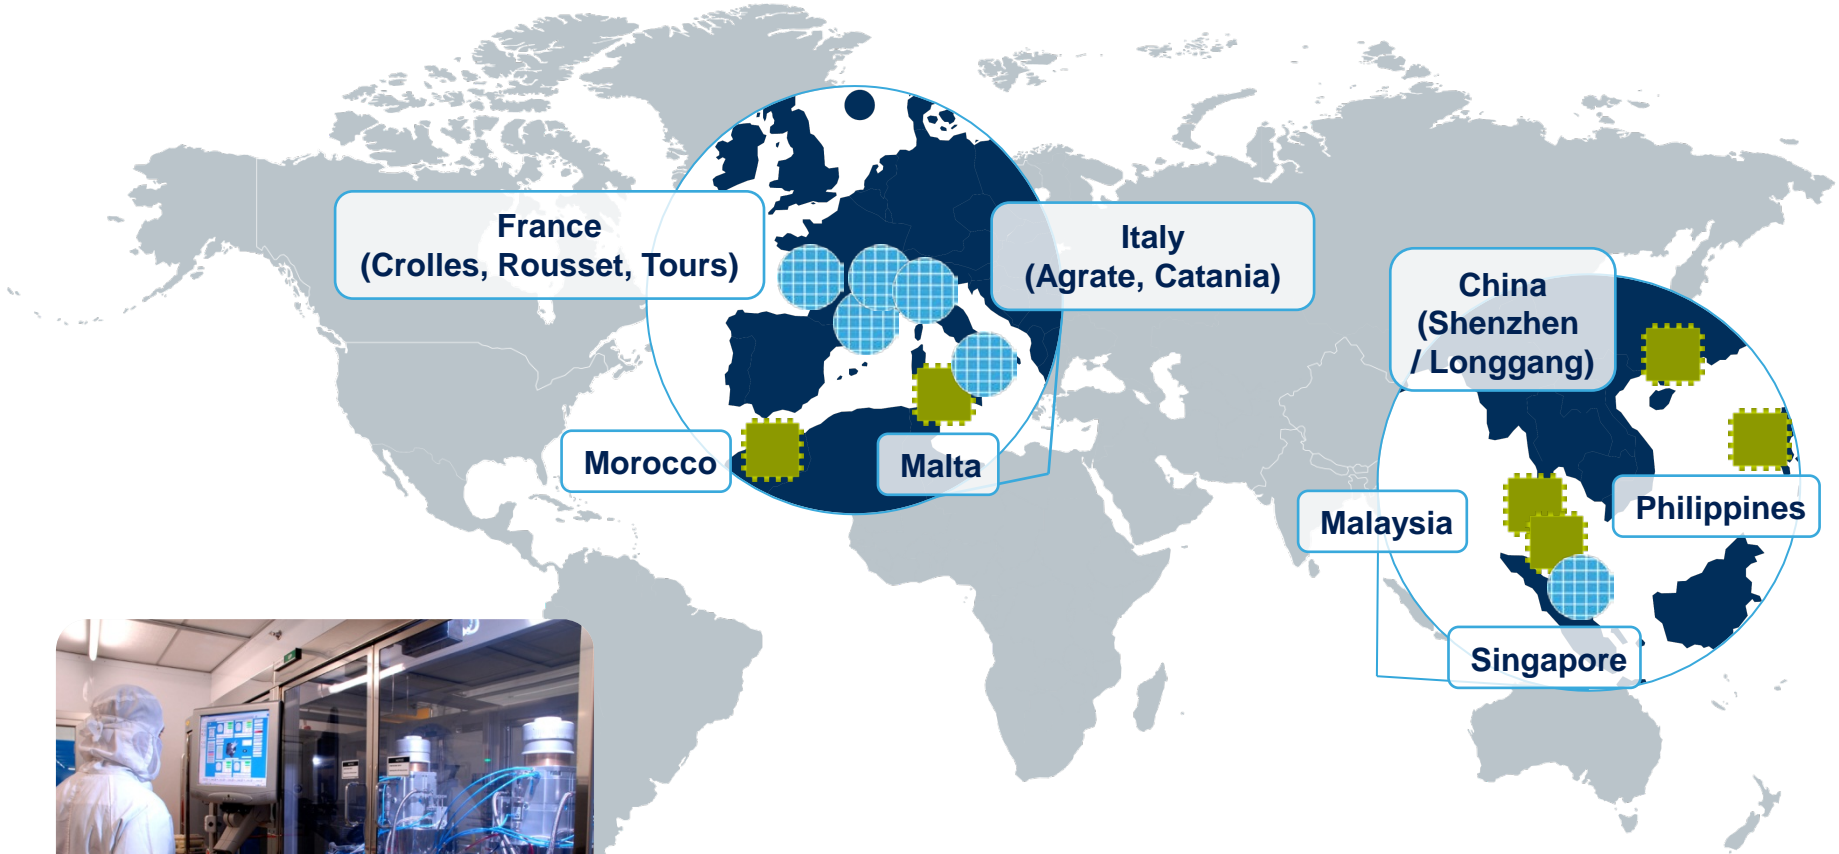 France
(Crolles, Rousset, Tours)
Italy
(Agrate, Catania)
China
(Shenzhen
/ Longgang)
Morocco
Malta
Malaysia
Philippines
Singapore